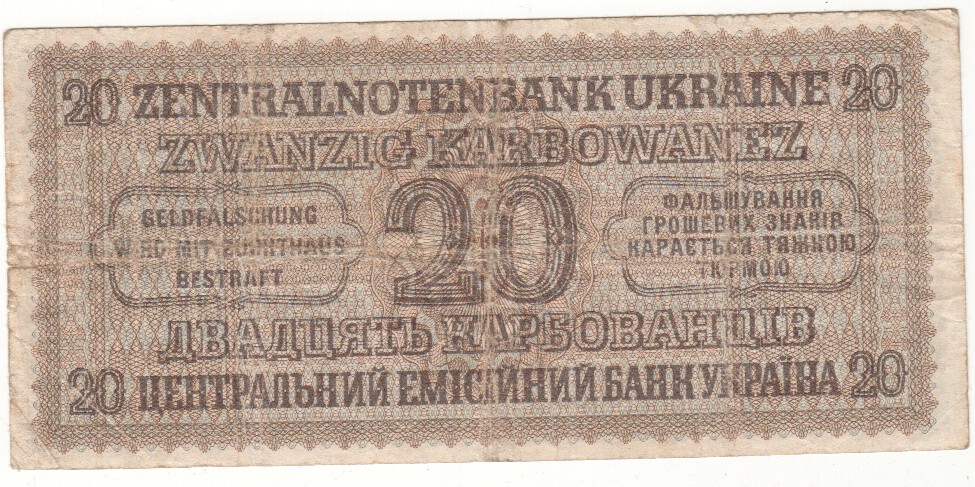 20 ZENTRALNOTENBANK UKRAINE 20
ZWANZIG KARBOWANEZ
GELDFÄLSCHUNG
WIRD MIT ZUCHTHAUS
BESTRAFT
20
ФАЛЬШУВАННЯ
ГРОШЕВИХ ЗНАКІВ
КАРАЄТЬСЯ ТЯЖКОЮ
ТЮРМОЮ
ДВАДЦЯТЬ КАРБОВАНЦІВ
20 ЦЕНТРАЛЬНИЙ ЕМІСІЙНИЙ БАНК УКРАЇНА 20